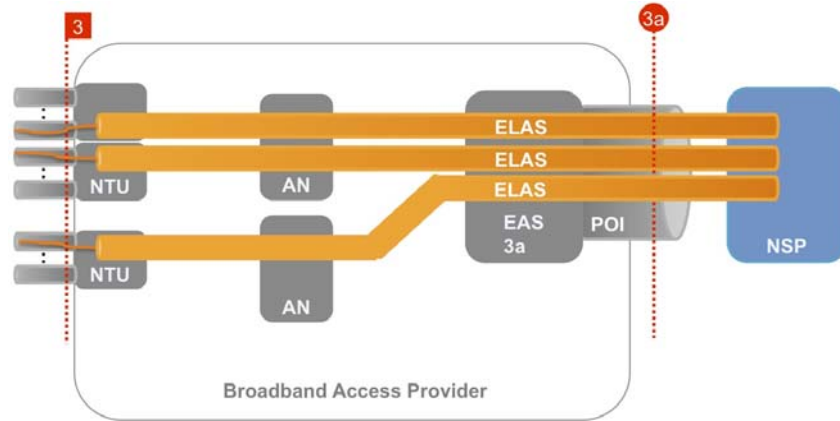 3
3a
ELAS
ELAS
NTU
AN
ELAS
EAS
3a
POI
NTU
NSP
AN
Broadband Access Provider